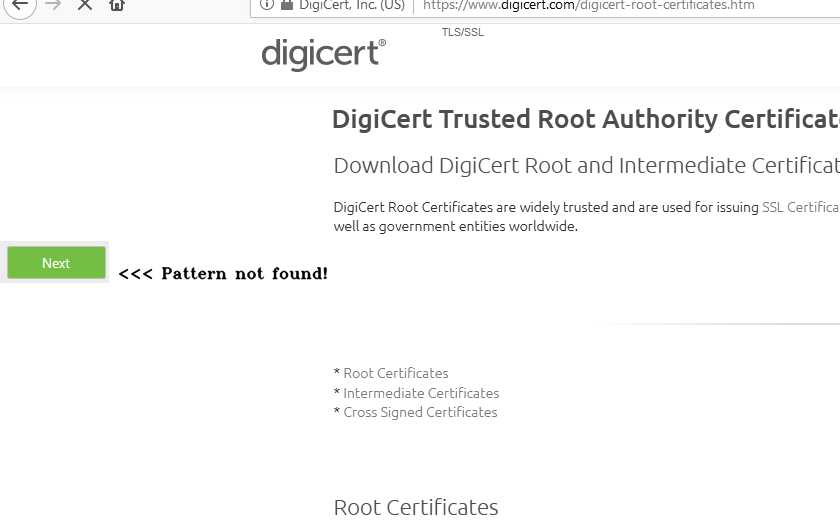 DigiCert, Inc. (US) https://www.digicert.com/digicert-root-certificates.htm
TLS/SSL
digicert®
DigiCert Trusted Root Authority Certificat
Download DigiCert Root and Intermediate Certificat
DigiCert Root Certificates are widely trusted and are used for issuing SSL Certifica
well as government entities worldwide.
Next <<< Pattern not found!
* Root Certificates
* Intermediate Certificates
* Cross Signed Certificates
Root Certificates